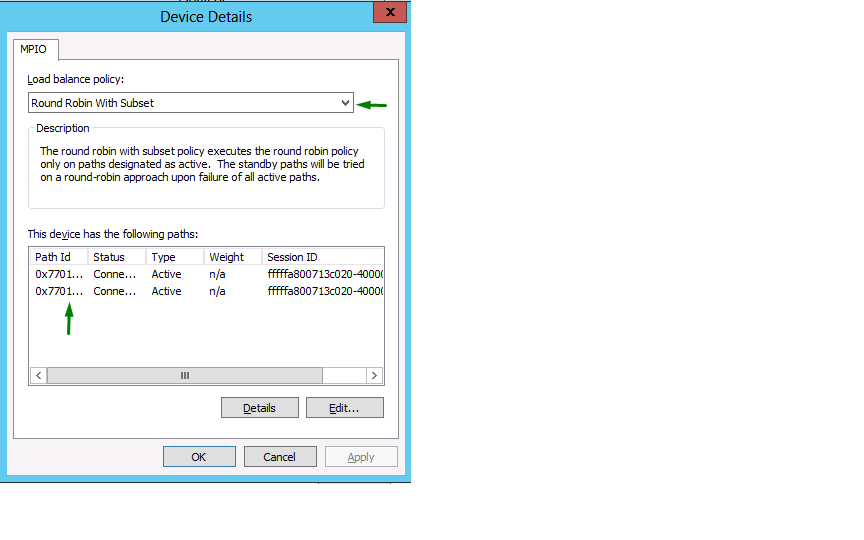 Device Details
x
MPIO
Load balance policy:
Round Robin With Subset
Description
The round robin with subset policy executes the round robin policy
only on paths designated as active. The standby paths will be tried
on a round-robin approach upon failure of all active paths.
This device has the following paths:
Path Id Status Type Weight Session ID
0x7701... Conne... Active n/a fffffa800713c020-40000
0x7701... Conne... Active n/a fffffa800713c020-40000
Details Edit...
OK Cancel Apply